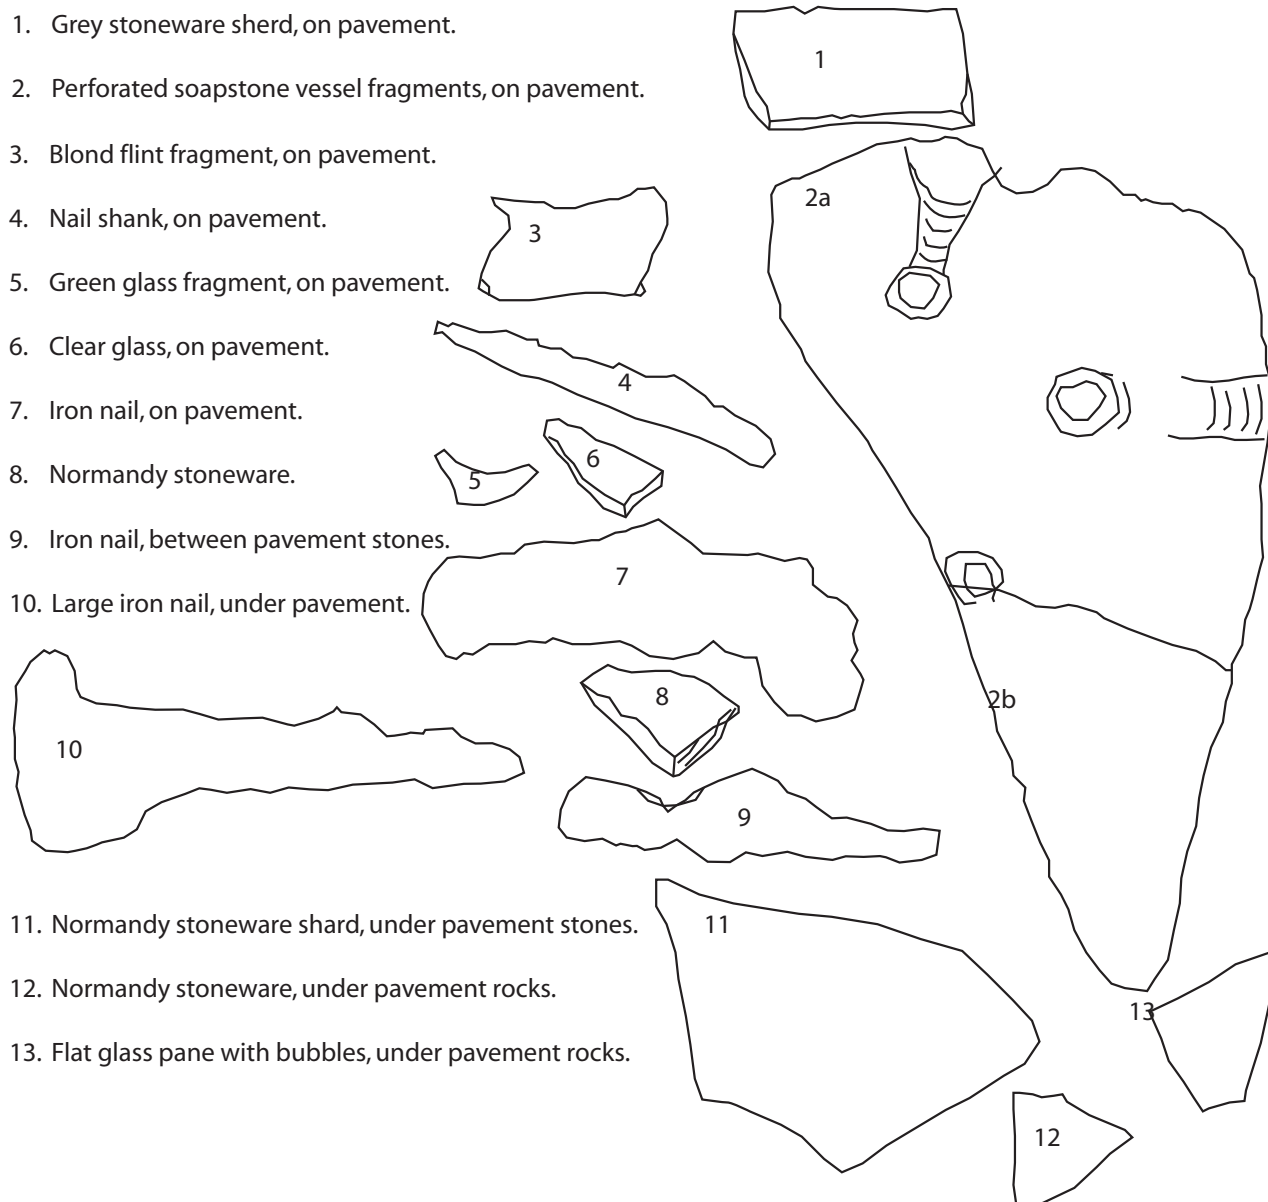 1. Grey stoneware sherd, on pavement.
2. Perforated soapstone vessel fragments, on pavement.
3. Blond flint fragment, on pavement.
4. Nail shank, on pavement.
5. Green glass fragment, on pavement.
6. Clear glass, on pavement.
7. Iron nail, on pavement.
8. Normandy stoneware.
9. Iron nail, between pavement stones.
10. Large iron nail, under pavement.
11. Normandy stoneware shard, under pavement stones.
12. Normandy stoneware, under pavement rocks.
13. Flat glass pane with bubbles, under pavement rocks.
1
2a
3
4
6
5
7
8
2b
10
9
11
13
12